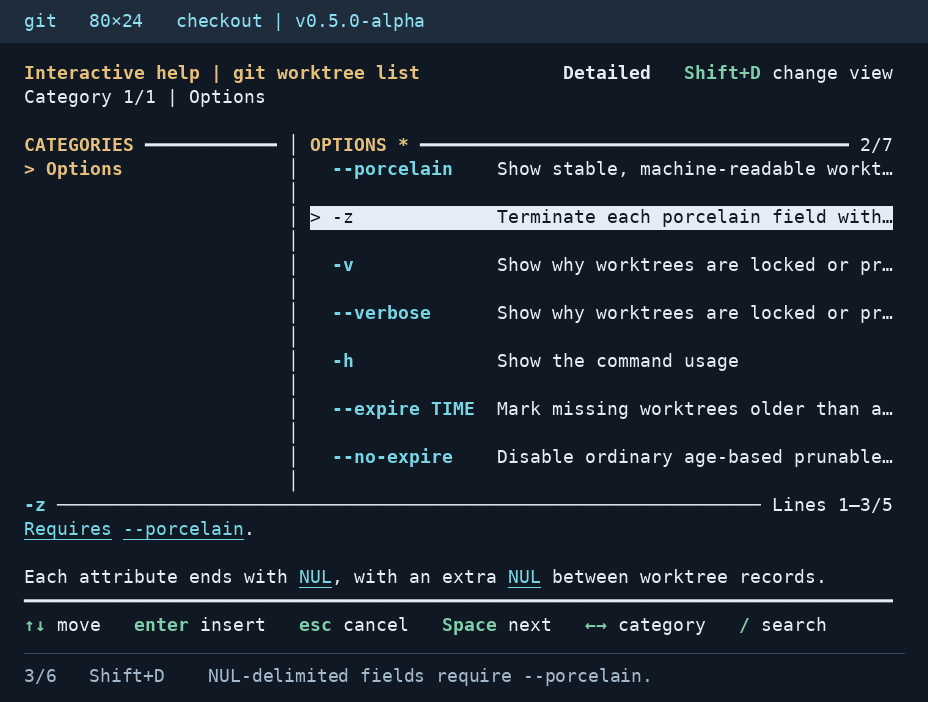 git   80×24   checkout | v0.5.0-alpha
Interactive help | git worktree list   Detailed   Shift+D change view
Category 1/1 | Options
CATEGORIES   OPTIONS *   2/7
> Options   --porcelain   Show stable, machine-readable workt…
> -z   Terminate each porcelain field with…
-v   Show why worktrees are locked or pr…
--verbose   Show why worktrees are locked or pr…
-h   Show the command usage
--expire TIME   Mark missing worktrees older than a…
--no-expire   Disable ordinary age-based prunable…
-z   Lines 1–3/5
Requires --porcelain.
Each attribute ends with NUL, with an extra NUL between worktree records.
↑↓ move   enter insert   esc cancel   Space next   ←→ category   / search
3/6   Shift+D   NUL-delimited fields require --porcelain.